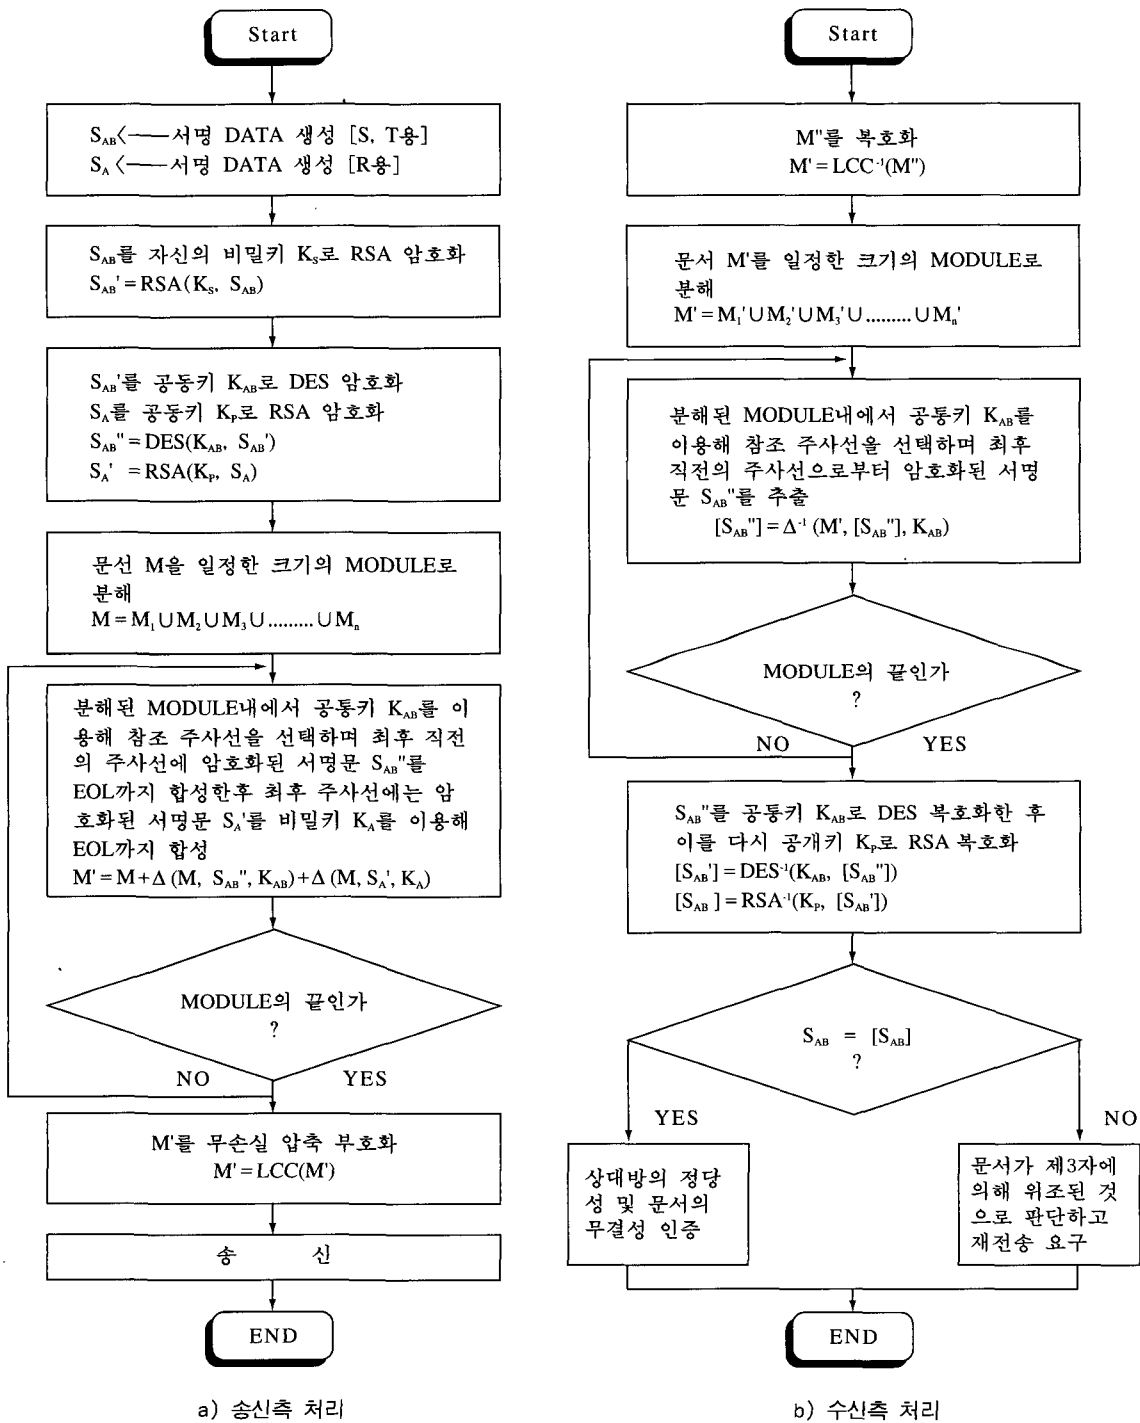 Start
S_AB<——서명 DATA 생성 [S, T용]
S_A<——서명 DATA 생성 [R용]
S_AB를 자신의 비밀키 K_S로 RSA 암호화
S_AB'=RSA(K_S, S_AB)
S_AB'를 공동키 K_AB로 DES 암호화
S_A를 공동키 K_P로 RSA 암호화
S_AB"=DES(K_AB, S_AB')
S_A' =RSA(K_P, S_A)
문선 M을 일정한 크기의 MODULE로
분해
M=M_1∪M_2∪M_3∪.........∪M_n
분해된 MODULE내에서 공통키 K_AB를 이
용해 참조 주사선을 선택하며 최후 직전
의 주사선에 암호화된 서명문 S_AB"를
EOL까지 합성한후 최후 주사선에는 암
호화된 서명문 S_A'를 비밀키 K_A를 이용해
EOL까지 합성
M'=M+Δ (M, S_AB", K_AB)+Δ (M, S_A', K_A)
MODULE의 끝인가
?
NO
YES
M'를 무손실 압축 부호화
M'=LCC(M')
송 신
END
a) 송신측 처리
Start
M"를 복호화
M'=LCC⁻¹(M")
문서 M'를 일정한 크기의 MODULE로
분해
M'=M_1'∪M_2'∪M_3'∪.........∪M_n'
분해된 MODULE내에서 공통키 K_AB를
이용해 참조 주사선을 선택하며 최후
직전의 주사선으로부터 암호화된 서명
문 S_AB"를 추출
[S_AB"]=Δ⁻¹ (M', [S_AB"], K_AB)
MODULE의 끝인가
?
NO
YES
S_AB"를 공통키 K_AB로 DES 복호화한 후
이를 다시 공개키 K_P로 RSA 복호화
[S_AB']=DES⁻¹(K_AB, [S_AB"])
[S_AB ]=RSA⁻¹(K_P, [S_AB'])
S_AB = [S_AB]
?
YES
NO
상대방의 정당
성 및 문서의
무결성 인증
문서가 제3자에
의해 위조된 것
으로 판단하고
재전송 요구
END
b) 수신측 처리